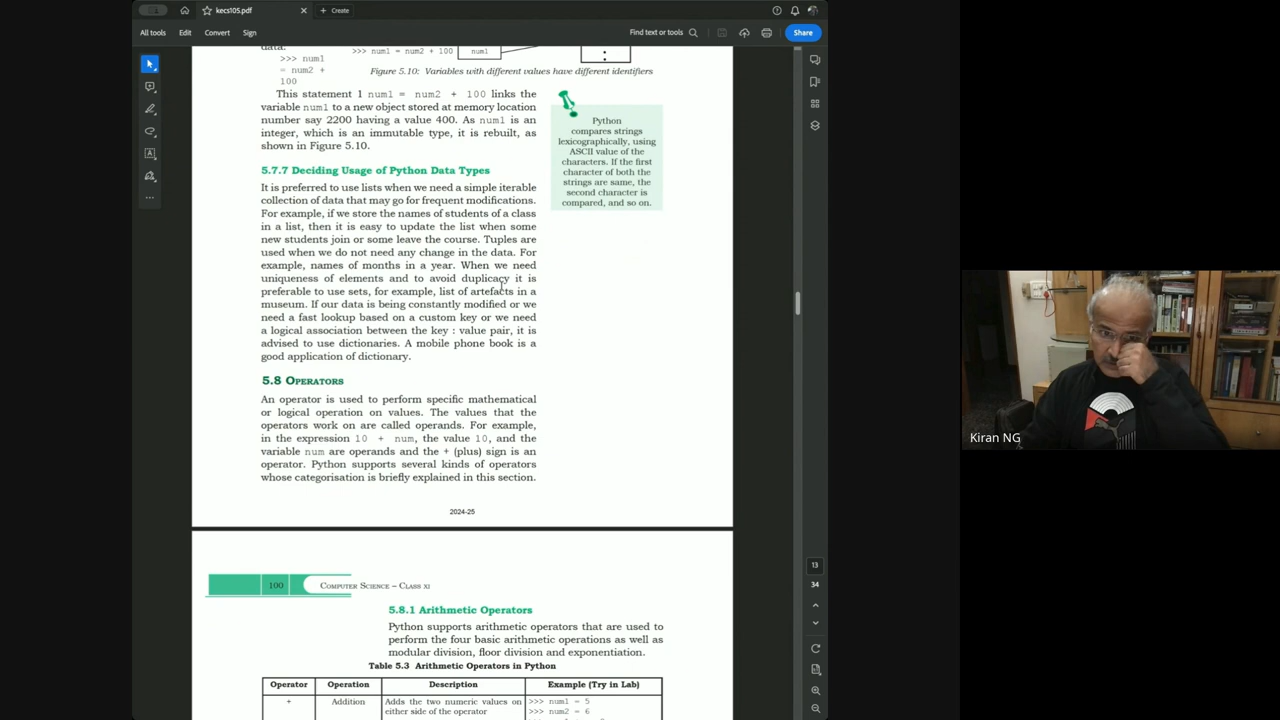 kecs105.pdf
Create
All tools
Edit
Convert
Sign
Find text or tools
Share
data.
>>> num1
= num2 +
100
>>> num1 = num2 + 100
num1
Figure 5.10: Variables with different values have different identifiers
This statement 1 num1 = num2 + 100 links the
variable num1 to a new object stored at memory location
number say 2200 having a value 400. As num1 is an
integer, which is an immutable type, it is rebuilt, as
shown in Figure 5.10.
Python
compares strings
lexicographically, using
ASCII value of the
characters. If the first
character of both the
strings are same, the
second character is
compared, and so on.
5.7.7 Deciding Usage of Python Data Types
It is preferred to use lists when we need a simple iterable
collection of data that may go for frequent modifications.
For example, if we store the names of students of a class
in a list, then it is easy to update the list when some
new students join or some leave the course. Tuples are
used when we do not need any change in the data. For
example, names of months in a year. When we need
uniqueness of elements and to avoid duplicacy it is
preferable to use sets, for example, list of artefacts in a
museum. If our data is being constantly modified or we
need a fast lookup based on a custom key or we need
a logical association between the key : value pair, it is
advised to use dictionaries. A mobile phone book is a
good application of dictionary.
5.8 Operators
An operator is used to perform specific mathematical
or logical operation on values. The values that the
operators work on are called operands. For example,
in the expression 10 + num, the value 10, and the
variable num are operands and the + (plus) sign is an
operator. Python supports several kinds of operators
whose categorisation is briefly explained in this section.
2024-25
100
Computer Science – Class XI
5.8.1 Arithmetic Operators
Python supports arithmetic operators that are used to
perform the four basic arithmetic operations as well as
modular division, floor division and exponentiation.
Table 5.3 Arithmetic Operators in Python
Operator Operation Description Example (Try in Lab)
+ Addition Adds the two numeric values on >>> num1 = 5
either side of the operator >>> num2 = 6
13
34
Kiran NG